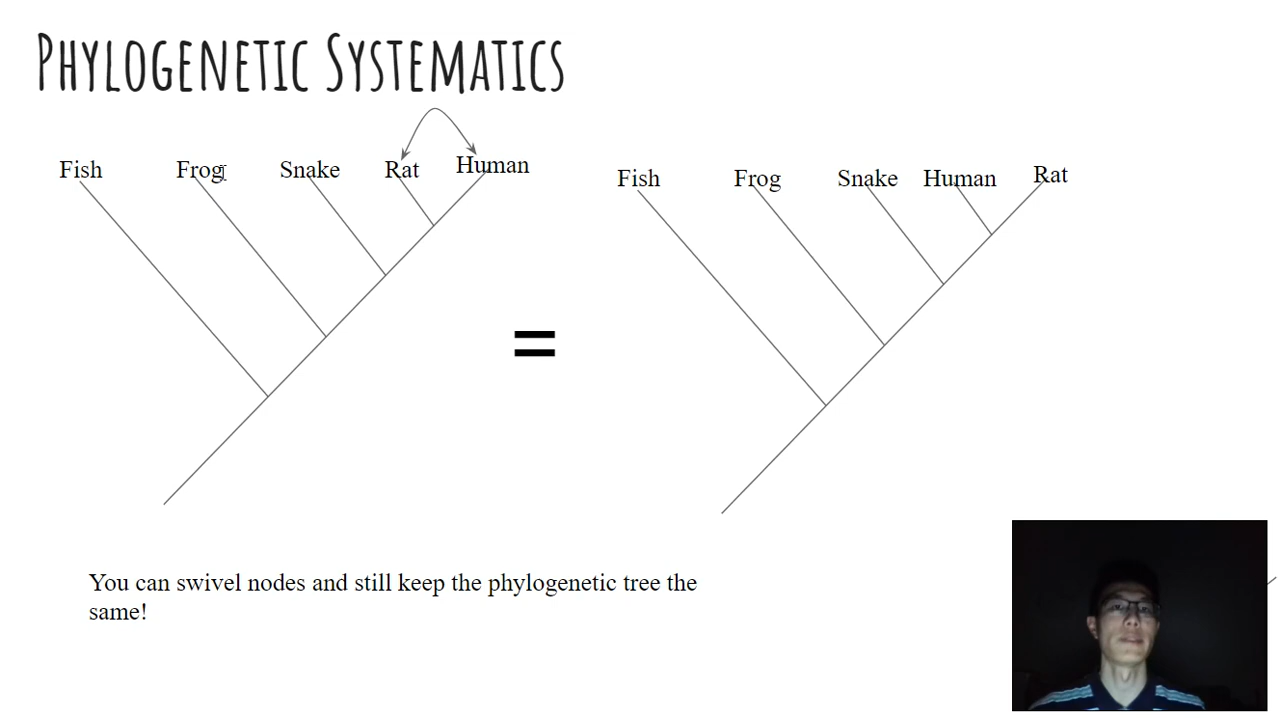 Phylogenetic Systematics
Fish Frog Snake Rat Human
Fish Frog Snake Human Rat
=
You can swivel nodes and still keep the phylogenetic tree the
same!